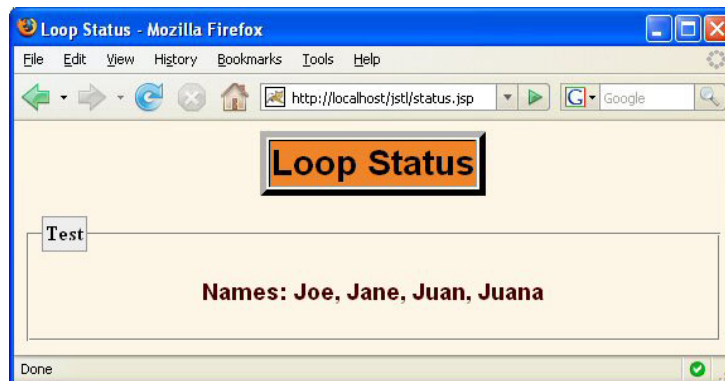 Loop Status - Mozilla Firefox
File Edit View History Bookmarks Tools Help
http://localhost/jstl/status.jsp G Google
Loop Status
Test
Names: Joe, Jane, Juan, Juana
Done